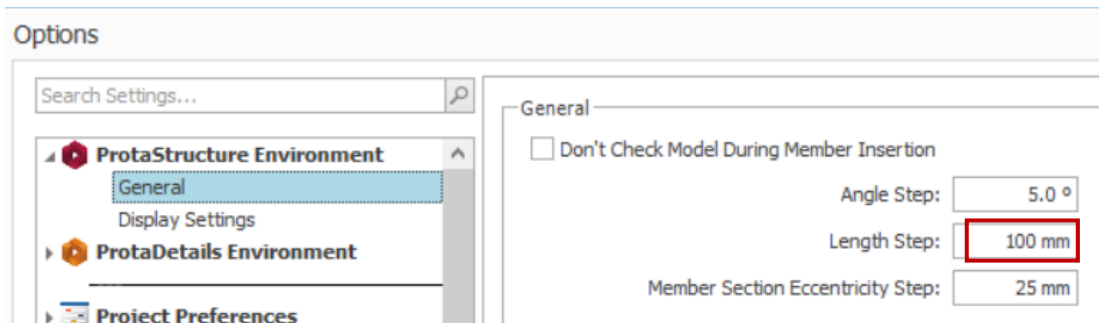 Options
Search Settings...
ProtaStructure Environment
General
Display Settings
ProtaDetails Environment
Project Preferences
General
Don't Check Model During Member Insertion
Angle Step: 5.0 º
Length Step: 100 mm
Member Section Eccentricity Step: 25 mm